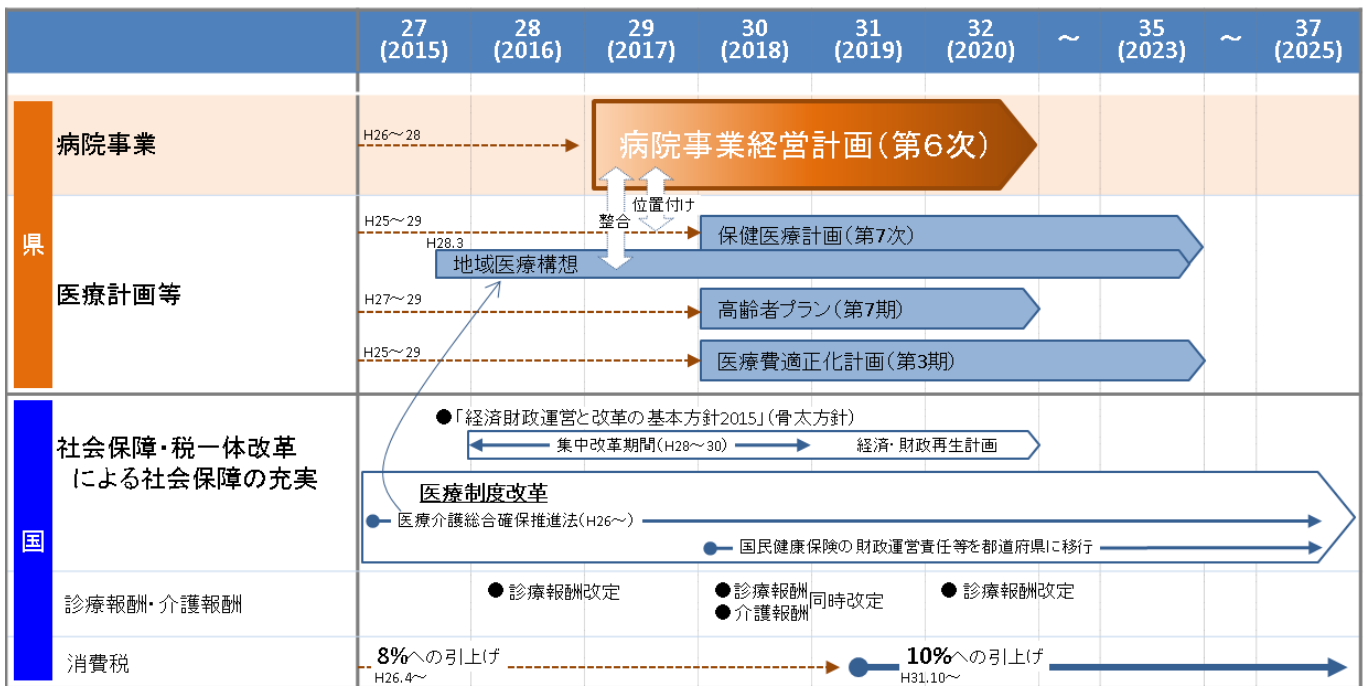 27 28 29 30 31 32 ～ 35 ～ 37
(2015) (2016) (2017) (2018) (2019) (2020) (2023) (2025)
県
病院事業
H26～28
病院事業経営計画(第６次)
整合
位置付け
医療計画等
H25～29
保健医療計画(第7次)
H28.3
地域医療構想
H27～29
高齢者プラン(第7期)
H25～29
医療費適正化計画(第3期)
国
社会保障・税一体改革
による社会保障の充実
●「経済財政運営と改革の基本方針2015」(骨太方針)
集中改革期間(H28～30)
経済・財政再生計画
医療制度改革
医療介護総合確保推進法(H26～)
国民健康保険の財政運営責任等を都道府県に移行
診療報酬・介護報酬
●診療報酬改定
●診療報酬
●介護報酬
同時改定
●診療報酬改定
消費税
8%への引上げ
H26.4～
10%への引上げ
H31.10～